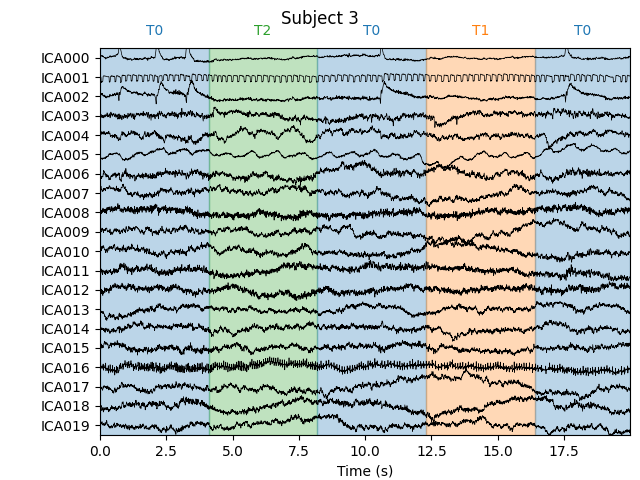 Subject 3
T0 T2 T0 T1 T0
ICA000
ICA001
ICA002
ICA003
ICA004
ICA005
ICA006
ICA007
ICA008
ICA009
ICA010
ICA011
ICA012
ICA013
ICA014
ICA015
ICA016
ICA017
ICA018
ICA019
0.0 2.5 5.0 7.5 10.0 12.5 15.0 17.5
Time (s)